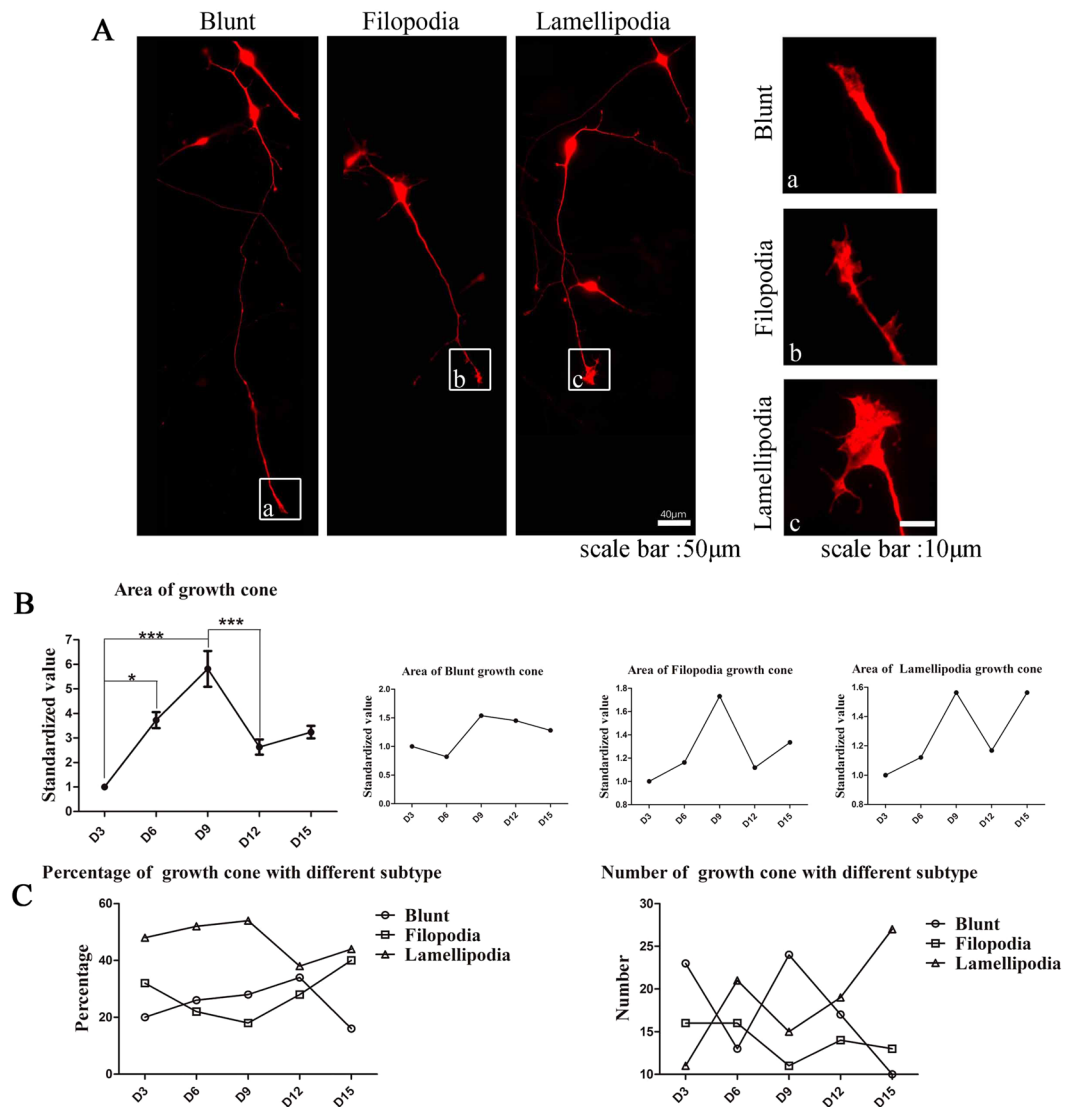 A
Blunt
Filopodia
Lamellipodia
a
b
c
40μm
scale bar :50μm
Blunt
a
Filopodia
b
Lamellipodia
c
scale bar :10μm
B
Area of growth cone
Standardized value
7
6
5
4
3
2
1
0
***
***
*
D3
D6
D9
D12
D15
Area of Blunt growth cone
Standardized value
2.0
1.5
1.0
0.5
0.0
D3
D6
D9
D12
D15
Area of Filopodia growth cone
Standardized value
1.8
1.6
1.4
1.2
1.0
0.8
D3
D6
D9
D12
D15
Area of Lamellipodia growth cone
Standardized value
1.6
1.4
1.2
1.0
0.8
D3
D6
D9
D12
D15
C
Percentage of growth cone with different subtype
Percentage
60
40
20
0
D3
D6
D9
D12
D15
Blunt
Filopodia
Lamellipodia
Number of growth cone with different subtype
Number
30
25
20
15
10
D3
D6
D9
D12
D15
Blunt
Filopodia
Lamellipodia